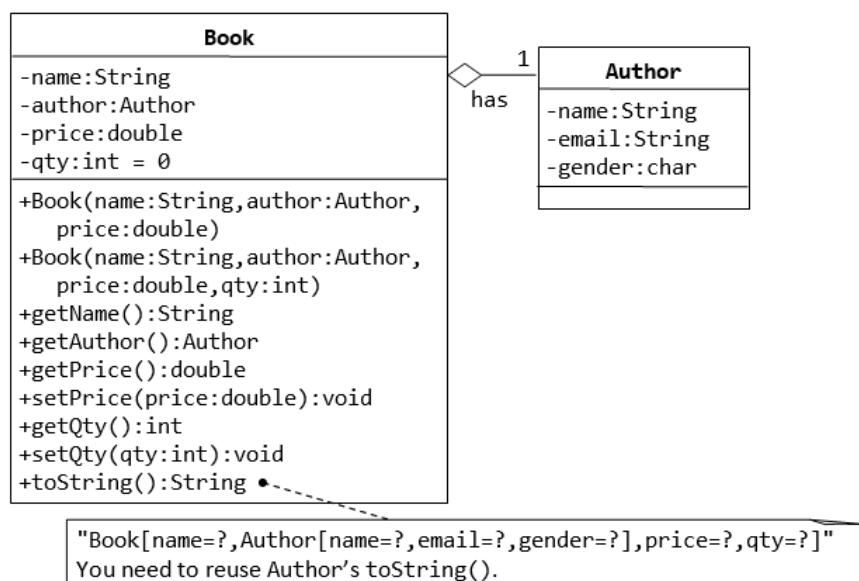 Book
-name:String
-author:Author
-price:double
-qty:int = 0
+Book(name:String,author:Author,
price:double)
+Book(name:String,author:Author,
price:double,qty:int)
+getName():String
+getAuthor():Author
+getPrice():double
+setPrice(price:double):void
+getQty():int
+setQty(qty:int):void
+toString():String
1
has
Author
-name:String
-email:String
-gender:char
"Book[name=?,Author[name=?,email=?,gender=?],price=?,qty=?]"
You need to reuse Author's toString().